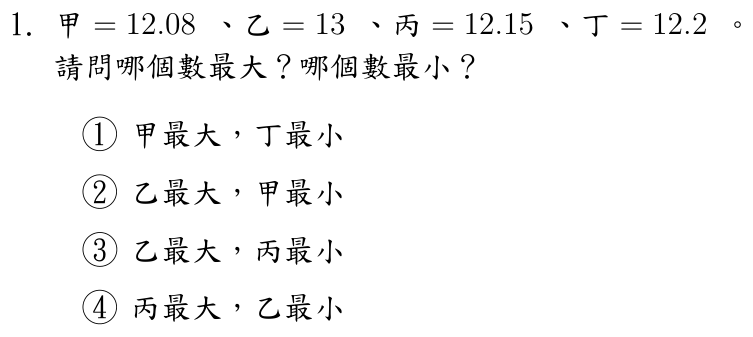 1. 甲 = 12.08 、乙 = 13 、丙 = 12.15 、丁 = 12.2 。
請問哪個數最大？哪個數最小？
① 甲最大，丁最小
② 乙最大，甲最小
③ 乙最大，丙最小
④ 丙最大，乙最小